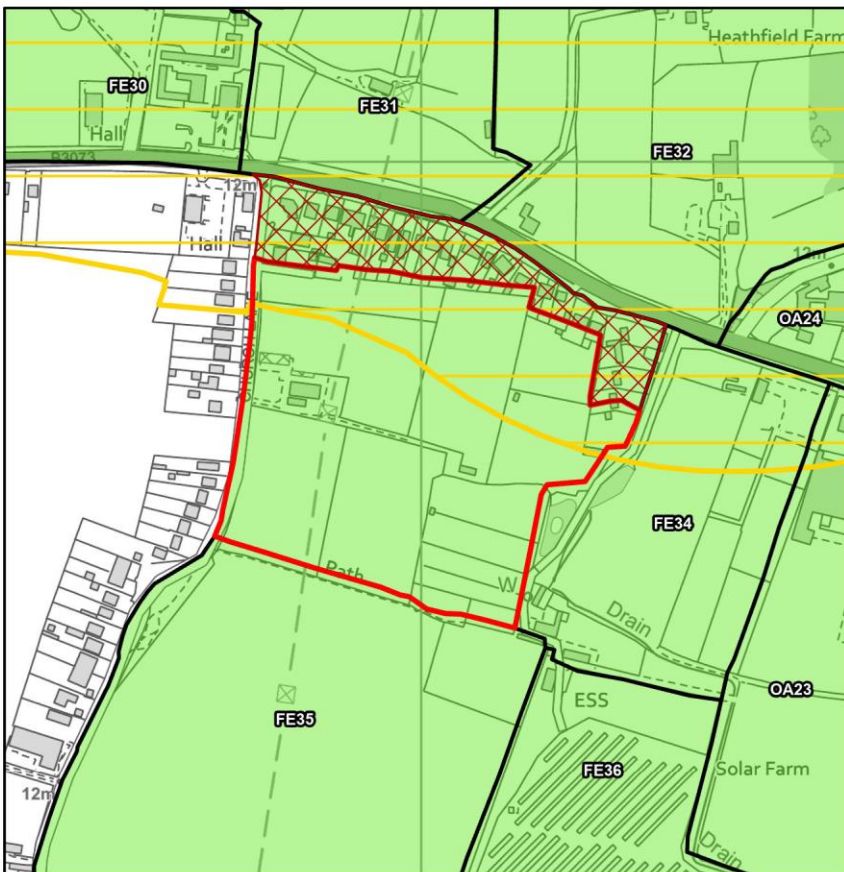 Heathfield Farm
FE30
FE31
Hall
FE32
B3073
12m
Hall
13m
OA24
FE34
Path
Drain
OA23
FE35
ESS
FE36
Solar Farm
12m
Drain